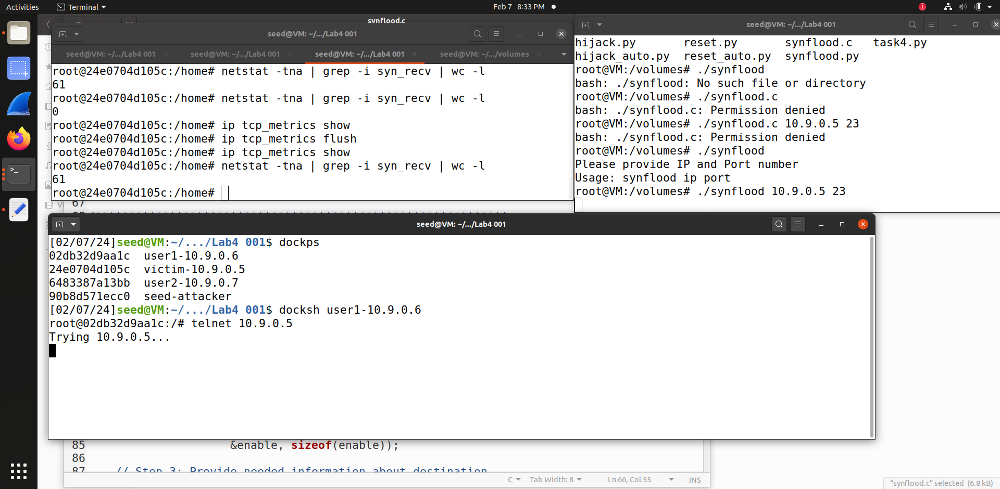 Activities
Terminal
Feb 7 8:33 PM
synflood.c
seed@VM: ~/.../Lab4 001
seed@VM: ~/.../Lab4 001
seed@VM: ~/.../Lab4 001
seed@VM: ~/.../Lab4 001
seed@VM: ~/.../volumes
root@24e0704d105c:/home# netstat -tna | grep -i syn_recv | wc -l
61
root@24e0704d105c:/home# netstat -tna | grep -i syn_recv | wc -l
0
root@24e0704d105c:/home# ip tcp_metrics show
root@24e0704d105c:/home# ip tcp_metrics flush
root@24e0704d105c:/home# ip tcp_metrics show
root@24e0704d105c:/home# netstat -tna | grep -i syn_recv | wc -l
61
root@24e0704d105c:/home#
seed@VM: ~/.../Lab4 001
hijack.py reset.py synflood.c task4.py
hijack_auto.py reset_auto.py synflood.py
root@VM:/volumes# ./synflood
bash: ./synflood: No such file or directory
root@VM:/volumes# ./synflood.c
bash: ./synflood.c: Permission denied
root@VM:/volumes# ./synflood.c 10.9.0.5 23
bash: ./synflood.c: Permission denied
root@VM:/volumes# ./synflood
Please provide IP and Port number
Usage: synflood ip port
root@VM:/volumes# ./synflood 10.9.0.5 23
67
seed@VM: ~/.../Lab4 001
[02/07/24]seed@VM:~/.../Lab4 001$ dockps
02db32d9aa1c user1-10.9.0.6
24e0704d105c victim-10.9.0.5
6483387a13bb user2-10.9.0.7
90b8d571ecc0 seed-attacker
[02/07/24]seed@VM:~/.../Lab4 001$ docksh user1-10.9.0.6
root@02db32d9aa1c:/# telnet 10.9.0.5
Trying 10.9.0.5...
85 &enable, sizeof(enable));
86
87 // Step 3: Provide needed information about destination
C Tab Width: 8 Ln 66, Col 55 INS
"synflood.c" selected (6.8 kB)